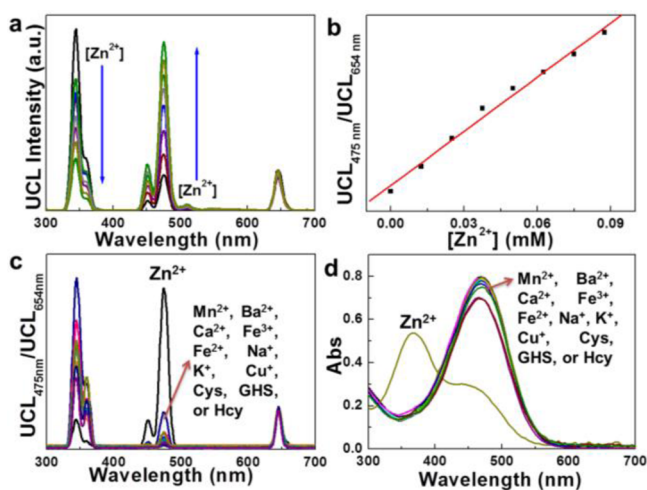 a
UCL Intensity (a.u.)
[Zn²⁺]
[Zn²⁺]
300 400 500 600 700
Wavelength (nm)
b
UCL475 nm/UCL654 nm
0.00 0.03 0.06 0.09
[Zn²⁺] (mM)
c
UCL475nm/UCL654nm
Zn²⁺
Mn²⁺, Ba²⁺,
Ca²⁺, Fe³⁺,
Fe²⁺, Na⁺,
K⁺, Cu⁺,
Cys, GHS,
or Hcy
300 400 500 600 700
Wavelength (nm)
d
Abs
0.8
0.6
0.4
0.2
0.0
Zn²⁺
Mn²⁺, Ba²⁺,
Ca²⁺, Fe³⁺,
Fe²⁺, Na⁺, K⁺,
Cu⁺, Cys,
GHS, or Hcy
300 400 500 600 700
Wavelength (nm)